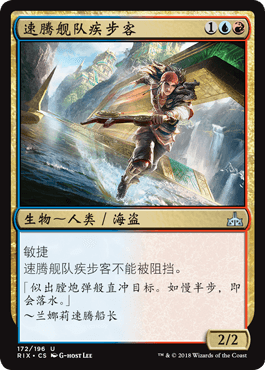 速腾舰队疾步客
生物～人类／海盗
敏捷
速腾舰队疾步客不能被阻挡。
「似出膛炮弹般直冲目标。如慢半步，即
会落水。」
～兰娜莉速腾船长
2/2
172/196 U
RIX • CS G-HOST LEE
™ & © 2018 Wizards of the Coast